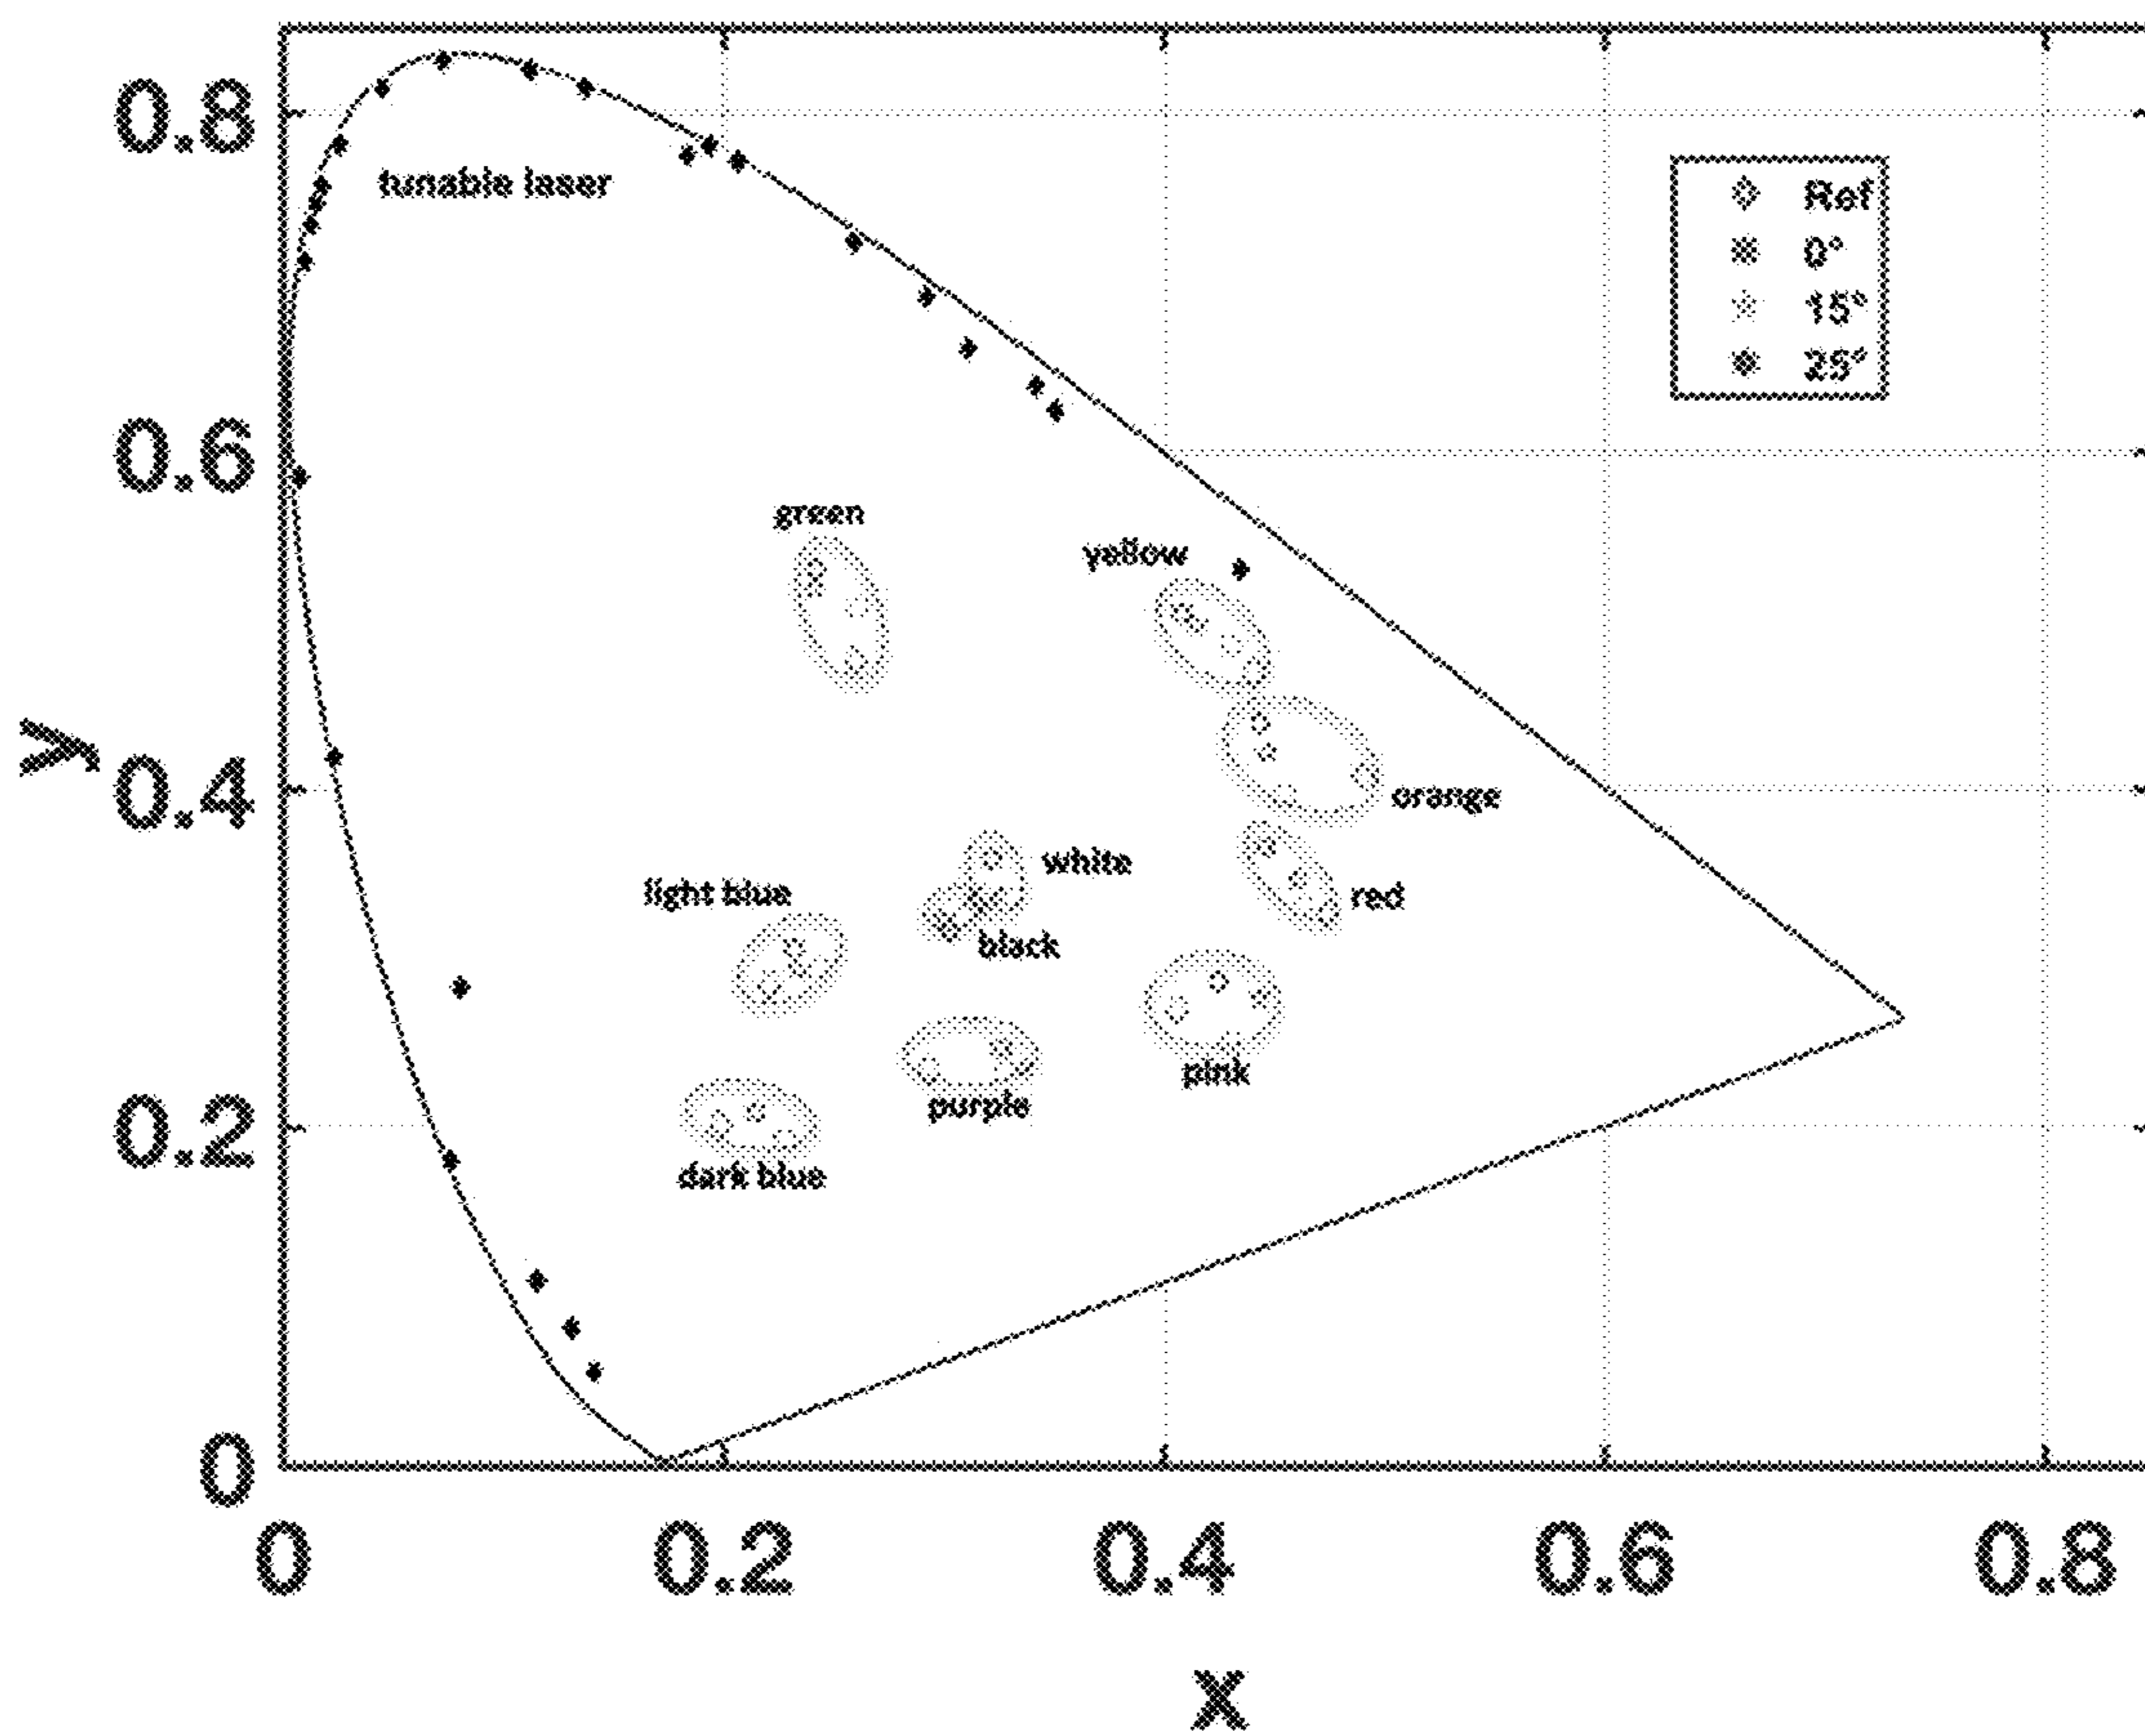 0.8
tunable laser
Ref
0°
15°
25°
0.6
green
yellow
y
0.4
orange
white
light blue
red
black
pink
purple
0.2
dark blue
0
0 0.2 0.4 0.6 0.8
x